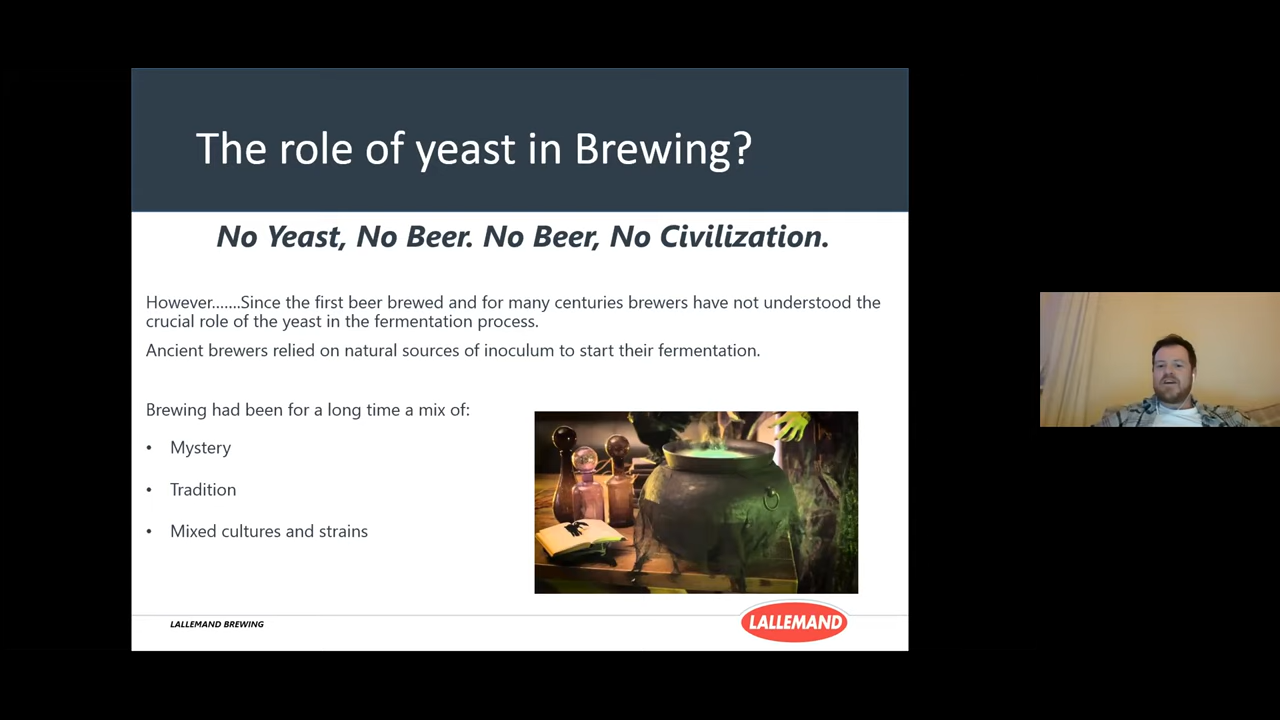 The role of yeast in Brewing?
No Yeast, No Beer. No Beer, No Civilization.
However.......Since the first beer brewed and for many centuries brewers have not understood the
crucial role of the yeast in the fermentation process.
Ancient brewers relied on natural sources of inoculum to start their fermentation.
Brewing had been for a long time a mix of:
• Mystery
• Tradition
• Mixed cultures and strains
LALLEMAND BREWING
LALLEMAND